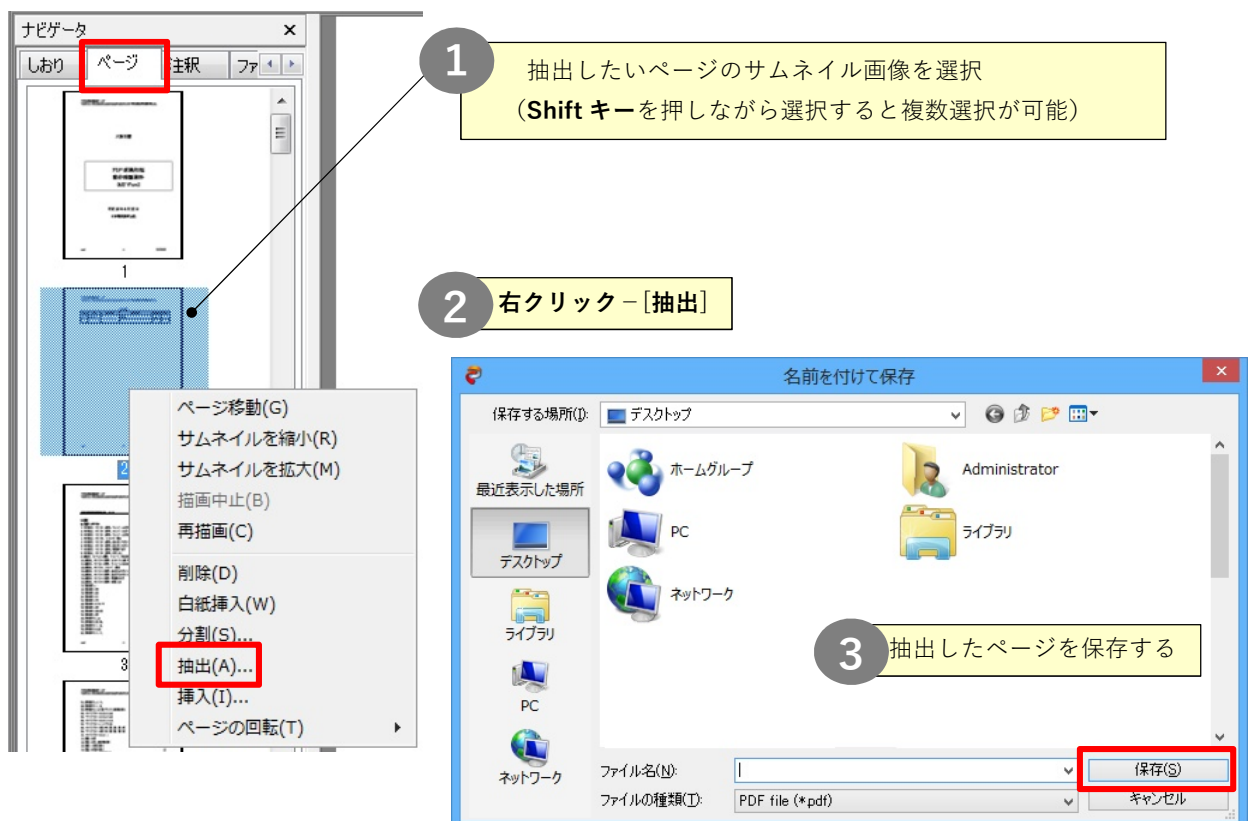 ナビゲータ
しおり ページ 注釈 ファ
1
2
3
ページ移動(G)
サムネイルを縮小(R)
サムネイルを拡大(M)
描画中止(B)
再描画(C)
削除(D)
白紙挿入(W)
分割(S)...
抽出(A)...
挿入(I)...
ページの回転(T)
1
抽出したいページのサムネイル画像を選択
（Shift キーを押しながら選択すると複数選択が可能）
2
右クリック－[抽出]
名前を付けて保存
保存する場所(I):
デスクトップ
最近表示した場所
デスクトップ
ライブラリ
PC
ネットワーク
ホームグループ
Administrator
PC
ライブラリ
ネットワーク
3
抽出したページを保存する
ファイル名(N):
保存(S)
ファイルの種類(T):
PDF file (*.pdf)
キャンセル